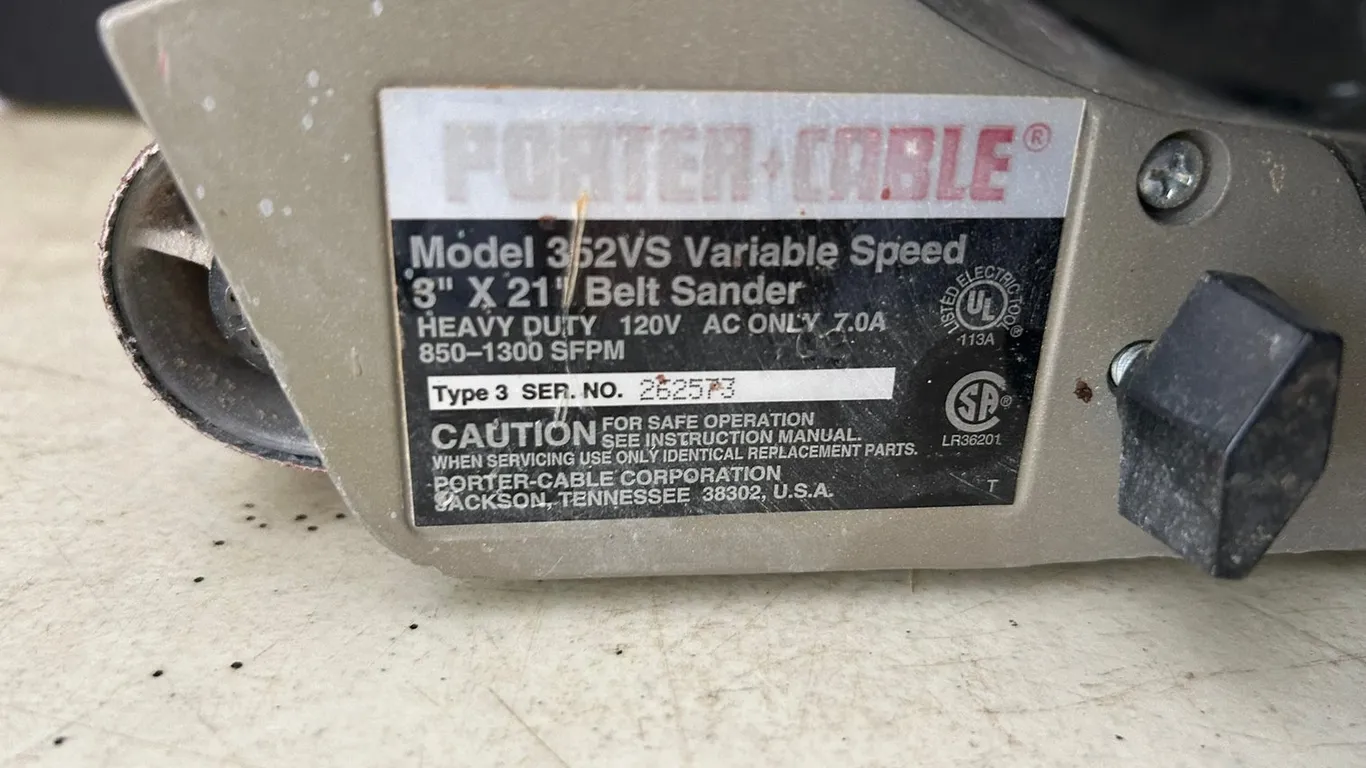 PORTER+CABLE®
Model 352VS Variable Speed
3" X 21" Belt Sander
HEAVY DUTY 120V AC ONLY 7.0A
850–1300 SFPM
LISTED ELECTRIC TOOL
UL®
113A
Type 3 SER. NO. 262573
CAUTION FOR SAFE OPERATION
SEE INSTRUCTION MANUAL.
WHEN SERVICING USE ONLY IDENTICAL REPLACEMENT PARTS.
PORTER-CABLE CORPORATION
JACKSON, TENNESSEE 38302, U.S.A.
SA®
LR36201
T